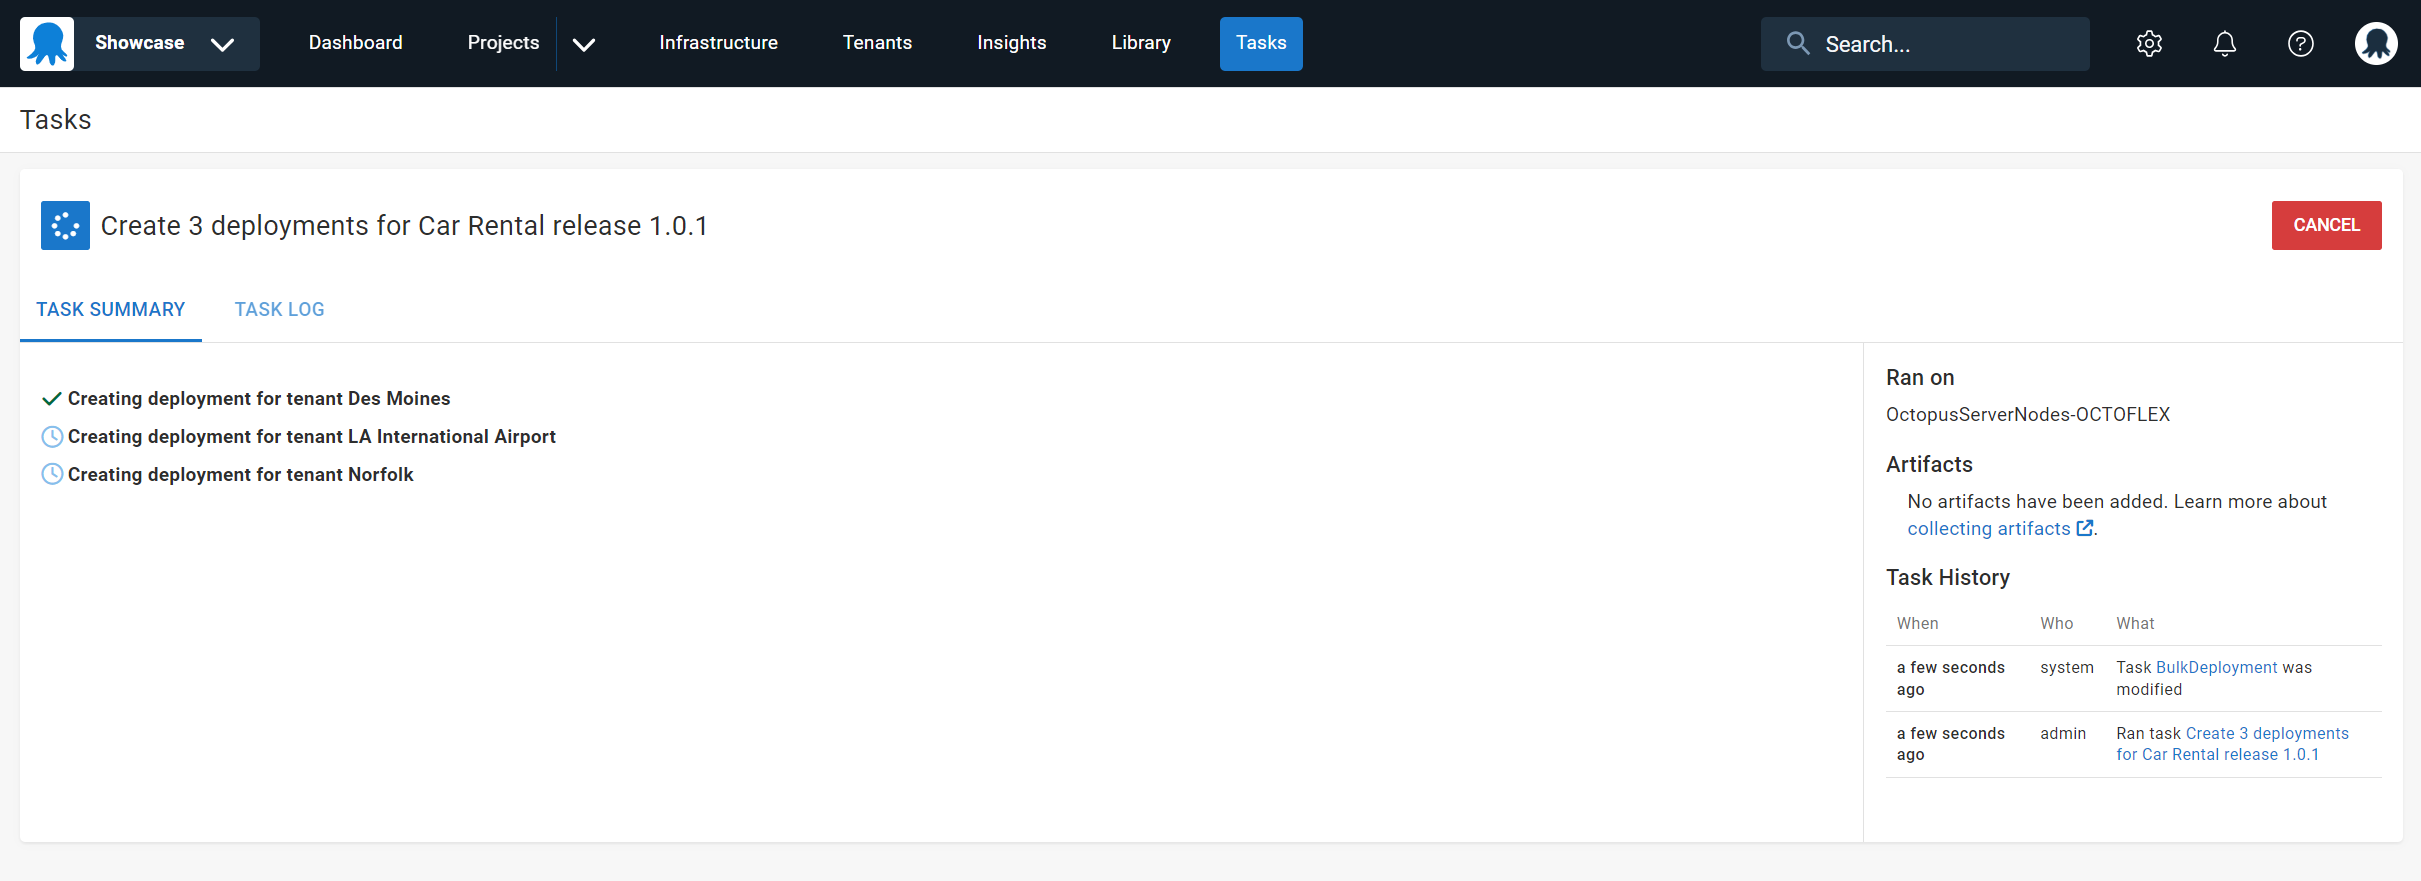 Showcase
Dashboard
Projects
Infrastructure
Tenants
Insights
Library
Tasks
Search...
Tasks
Create 3 deployments for Car Rental release 1.0.1
CANCEL
TASK SUMMARY
TASK LOG
Creating deployment for tenant Des Moines
Creating deployment for tenant LA International Airport
Creating deployment for tenant Norfolk
Ran on
OctopusServerNodes-OCTOFLEX
Artifacts
No artifacts have been added. Learn more about
collecting artifacts.
Task History
When Who What
a few seconds system Task BulkDeployment was
ago modified
a few seconds admin Ran task Create 3 deployments
ago for Car Rental release 1.0.1